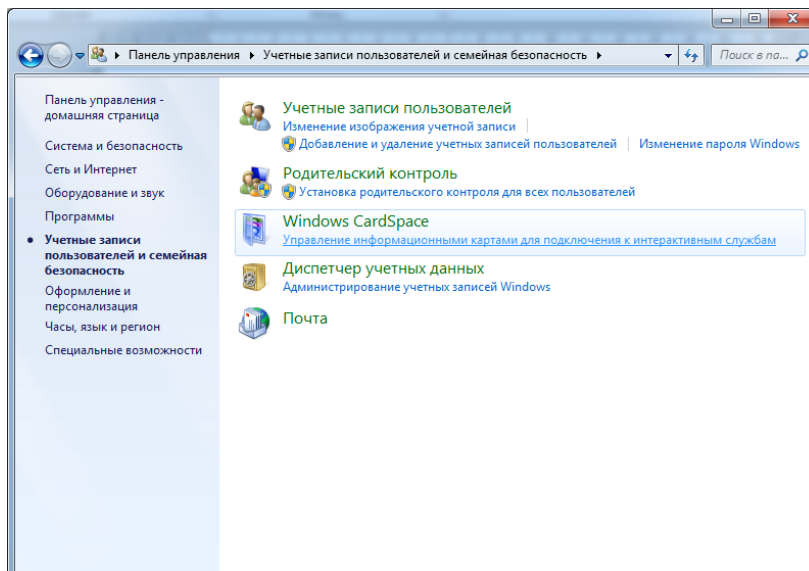 Панель управления ▸ Учетные записи пользователей и семейная безопасность ▸
Поиск в па...
Панель управления -
домашняя страница
Система и безопасность
Сеть и Интернет
Оборудование и звук
Программы
Учетные записи
пользователей и семейная
безопасность
Оформление и
персонализация
Часы, язык и регион
Специальные возможности
Учетные записи пользователей
Изменение изображения учетной записи
Добавление и удаление учетных записей пользователей
Изменение пароля Windows
Родительский контроль
Установка родительского контроля для всех пользователей
Windows CardSpace
Управление информационными картами для подключения к интерактивным службам
Диспетчер учетных данных
Администрирование учетных записей Windows
Почта